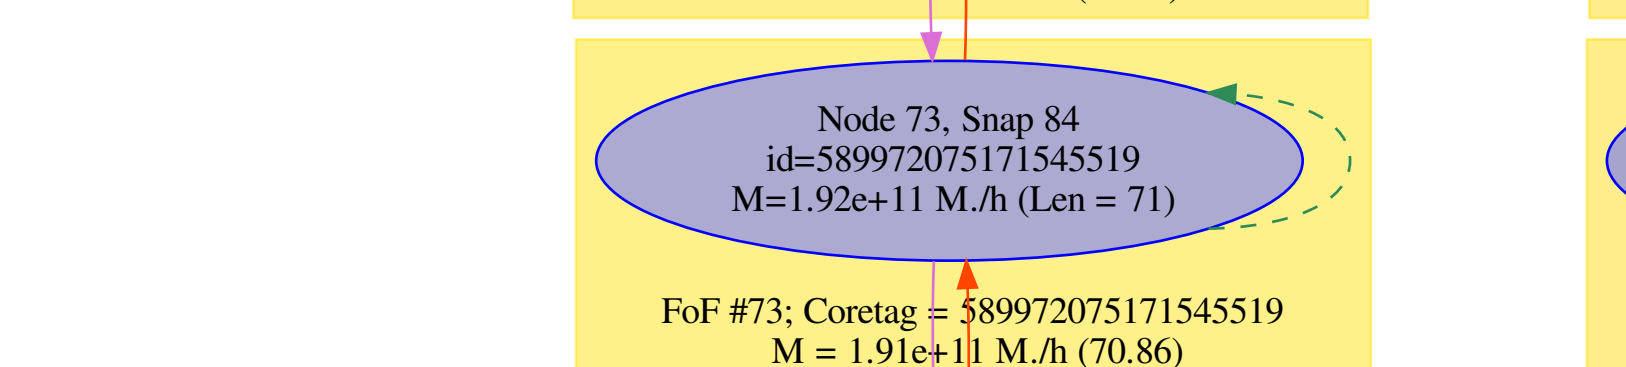 Node 73, Snap 84
id=589972075171545519
M=1.92e+11 M./h (Len = 71)
FoF #73; Coretag = 589972075171545519
M = 1.91e+11 M./h (70.86)